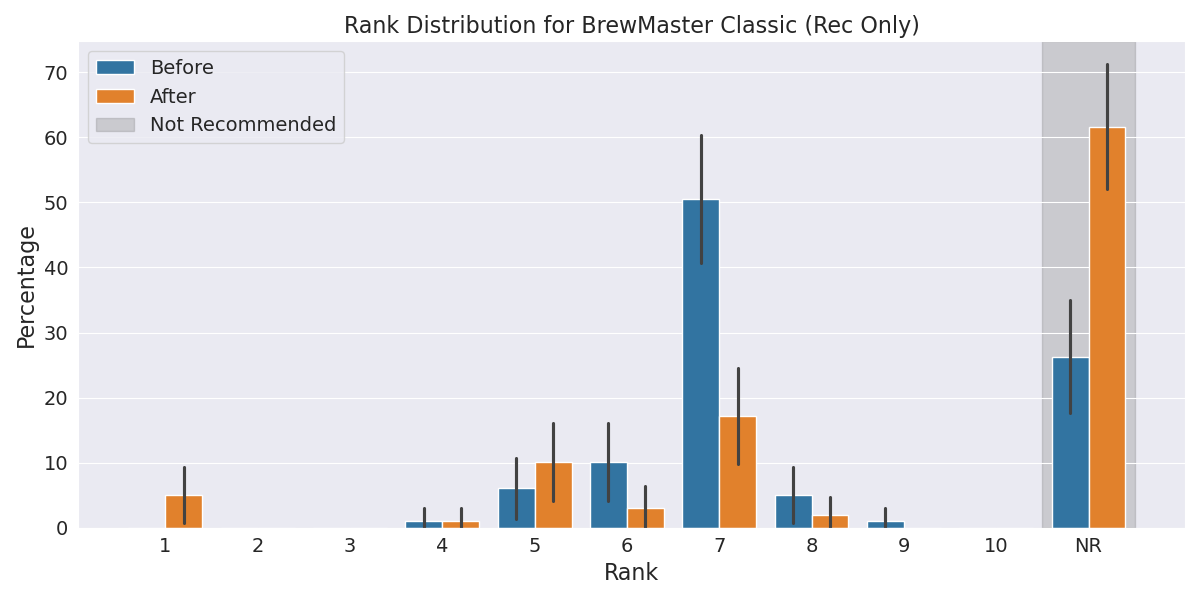 Rank Distribution for BrewMaster Classic (Rec Only)
Before
After
Not Recommended
Percentage
70
60
50
40
30
20
10
0
1 2 3 4 5 6 7 8 9 10 NR
Rank